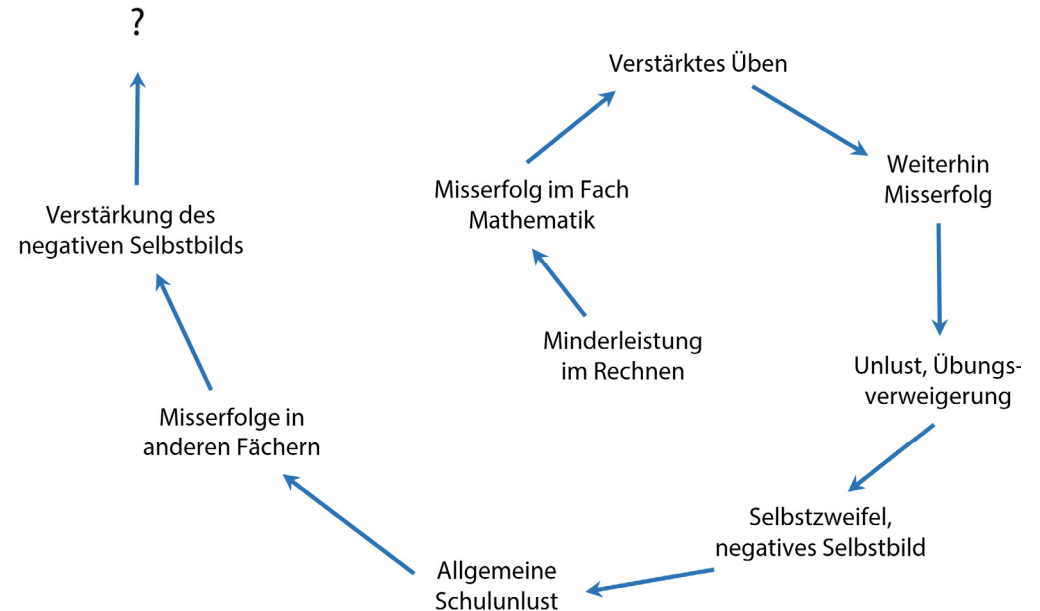 ?
Verstärktes Üben
Weiterhin
Misserfolg
Misserfolg im Fach
Mathematik
Verstärkung des
negativen Selbstbilds
Minderleistung
im Rechnen
Unlust, Übungs-
verweigerung
Misserfolge in
anderen Fächern
Selbstzweifel,
negatives Selbstbild
Allgemeine
Schulunlust